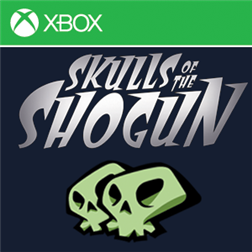 XBOX
SKULLS OF THE
SHOGUN